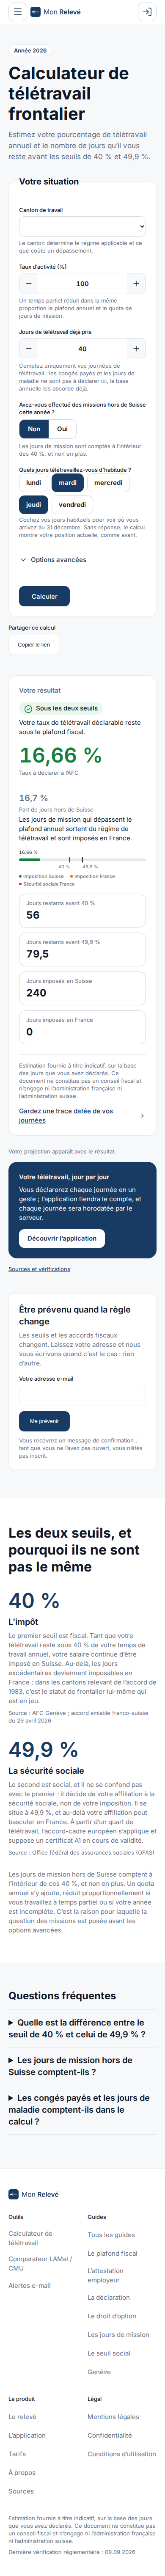 Mon Relevé
Année 2026
Calculateur de
télétravail
frontalier
Estimez votre pourcentage de télétravail
annuel et le nombre de jours qu'il vous
reste avant les seuils de 40 % et 49,9 %.
Votre situation
Canton de travail
Le canton détermine le régime applicable et ce
que coûte un dépassement.
Taux d'activité (%)
− 100 +
Un temps partiel réduit dans la même
proportion le plafond annuel et le quota de
jours de mission.
Jours de télétravail déjà pris
− 40 +
Comptez uniquement vos journées de
télétravail : les congés payés et les jours de
maladie ne sont pas à déclarer ici, la base
annuelle les exclut déjà.
Avez-vous effectué des missions hors de Suisse
cette année ?
Non Oui
Les jours de mission sont comptés à l'intérieur
des 40 %, et non en plus.
Quels jours télétravaillez-vous d'habitude ?
lundi mardi mercredi
jeudi vendredi
Cochez vos jours habituels pour voir où vous
arrivez au 31 décembre. Sans réponse, le calcul
montre votre position actuelle, comme avant.
Options avancées
Calculer
Partager ce calcul
Copier le lien
Votre résultat
Sous les deux seuils
Votre taux de télétravail déclarable reste
sous le plafond fiscal.
16,66 %
Taux à déclarer à l'AFC
16,7 %
Part de jours hors de Suisse
Les jours de mission qui dépassent le
plafond annuel sortent du régime de
télétravail et sont imposés en France.
16,66 %
40 % 49,9 %
Imposition Suisse Imposition France
Sécurité sociale France
Jours restants avant 40 %
56
Jours restants avant 49,9 %
79,5
Jours imposés en Suisse
240
Jours imposés en France
0
Estimation fournie à titre indicatif, sur la base
des jours que vous avez déclarés. Ce
document ne constitue pas un conseil fiscal et
n'engage ni l'administration française ni
l'administration suisse.
Gardez une trace datée de vos
journées
Votre projection apparaît avec le résultat.
Votre télétravail, jour par jour
Vous déclarerez chaque journée en un
geste ; l'application tiendra le compte, et
chaque journée sera horodatée par le
serveur.
Découvrir l'application
Sources et vérifications
Être prévenu quand la règle
change
Les seuils et les accords fiscaux
changent. Laissez votre adresse et nous
vous écrivons quand c'est le cas : rien
d'autre.
Votre adresse e-mail
Me prévenir
Vous recevrez un message de confirmation ;
tant que vous ne l'avez pas ouvert, vous n'êtes
pas inscrit.
Les deux seuils, et
pourquoi ils ne sont
pas le même
40 %
L'impôt
Le premier seuil est fiscal. Tant que votre
télétravail reste sous 40 % de votre temps de
travail annuel, votre salaire continue d'être
imposé en Suisse. Au-delà, les jours
excédentaires deviennent imposables en
France ; dans les cantons relevant de l'accord de
1983, c'est le statut de frontalier lui-même qui
est en jeu.
Source : AFC Genève ; accord amiable franco-suisse
du 29 avril 2026
49,9 %
La sécurité sociale
Le second est social, et il ne se confond pas
avec le premier : il décide de votre affiliation à la
sécurité sociale, non de votre imposition. Il se
situe à 49,9 %, et au-delà votre affiliation peut
basculer en France. À partir d'un quart de
télétravail, l'accord-cadre européen s'applique et
suppose un certificat A1 en cours de validité.
Source : Office fédéral des assurances sociales (OFAS)
Les jours de mission hors de Suisse comptent à
l'intérieur de ces 40 %, et non en plus. Un quota
annuel s'y ajoute, réduit proportionnellement si
vous travaillez à temps partiel ou si votre année
est incomplète. C'est la raison pour laquelle la
question des missions est posée avant les
options avancées.
Questions fréquentes
Quelle est la différence entre le
seuil de 40 % et celui de 49,9 % ?
Les jours de mission hors de
Suisse comptent-ils ?
Les congés payés et les jours de
maladie comptent-ils dans le
calcul ?
Mon Relevé
Outils
Calculateur de
télétravail
Comparateur LAMal /
CMU
Alertes e-mail
Guides
Tous les guides
Le plafond fiscal
L'attestation
employeur
La déclaration
Le droit d'option
Les jours de mission
Le seuil social
Genève
Le produit
Le relevé
L'application
Tarifs
À propos
Sources
Légal
Mentions légales
Confidentialité
Conditions d'utilisation
Estimation fournie à titre indicatif, sur la base des jours
que vous avez déclarés. Ce document ne constitue pas
un conseil fiscal et n'engage ni l'administration française
ni l'administration suisse.
Dernière vérification réglementaire : 09.09.2026